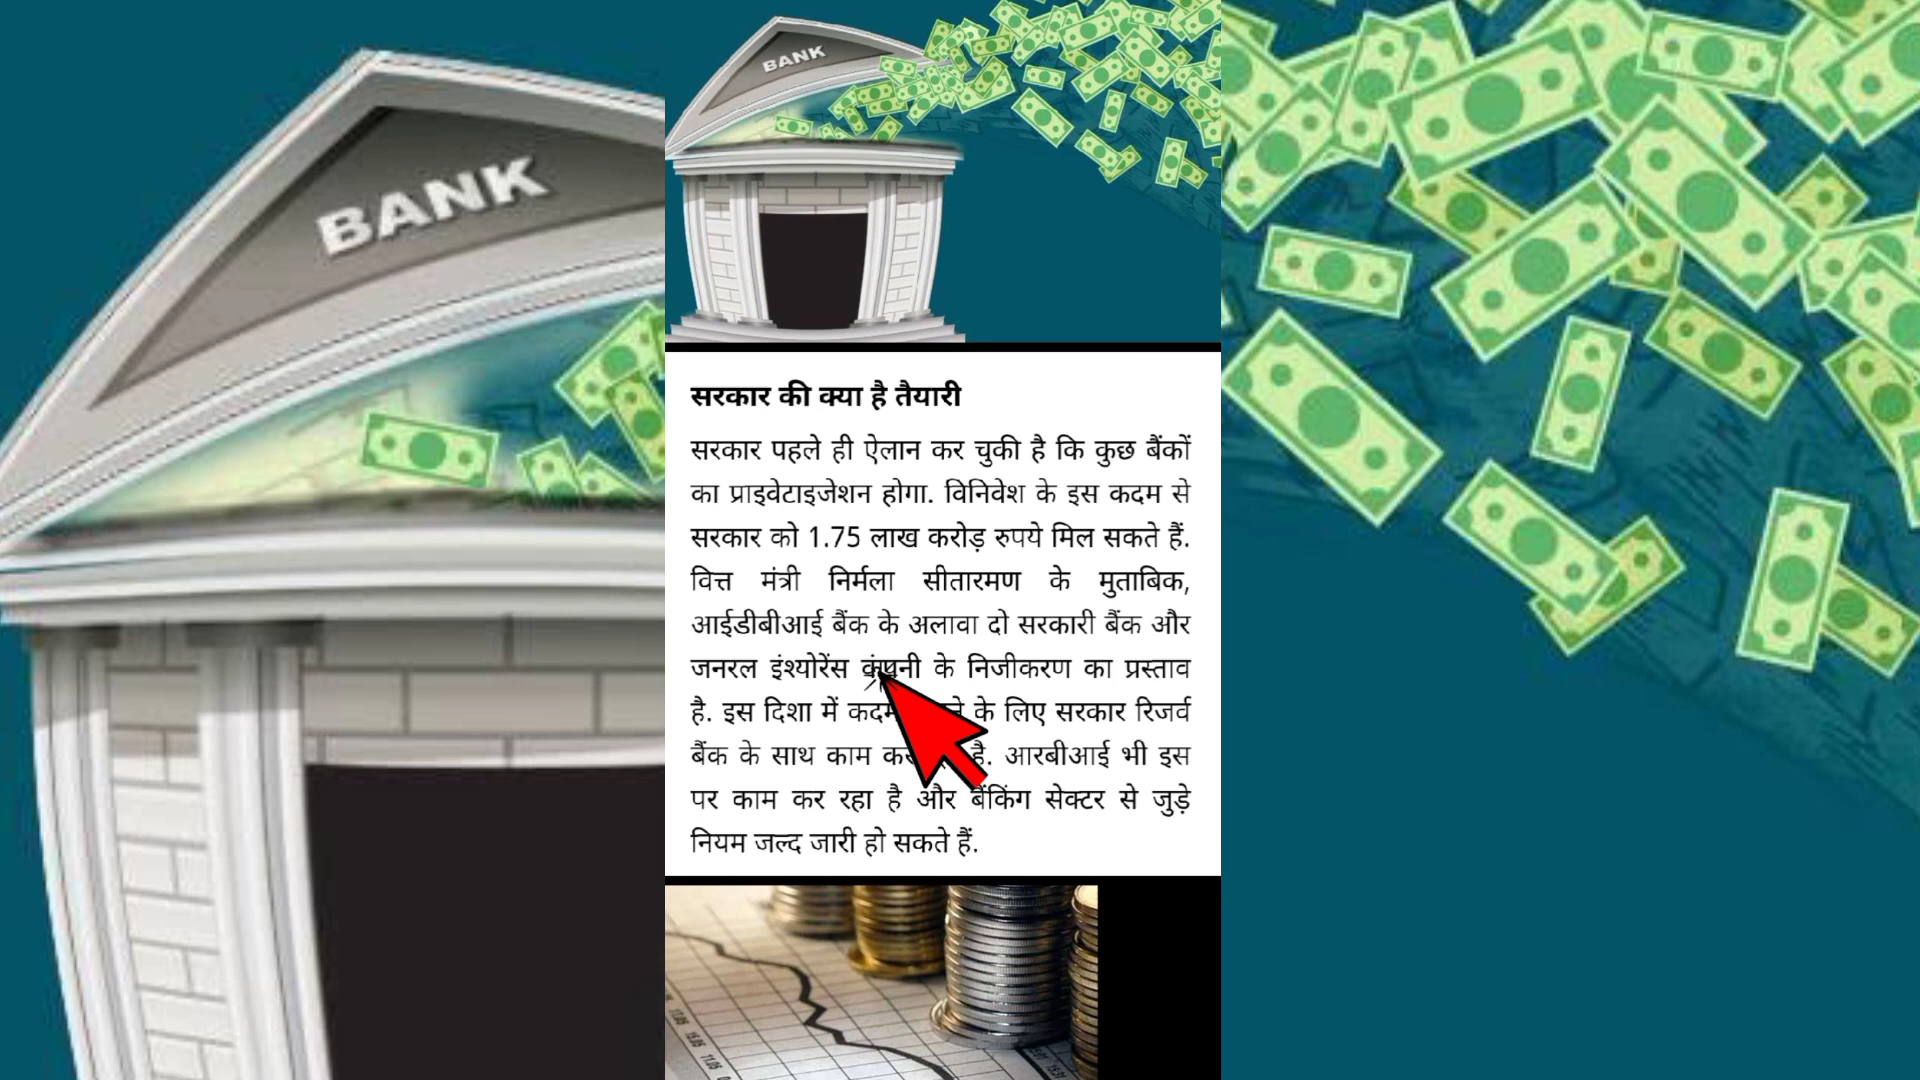 BANK
BANK
सरकार की क्या है तैयारी
सरकार पहले ही ऐलान कर चुकी है कि कुछ बैंकों
का प्राइवेटाइजेशन होगा. विनिवेश के इस कदम से
सरकार को 1.75 लाख करोड़ रुपये मिल सकते हैं.
वित्त मंत्री निर्मला सीतारमण के मुताबिक,
आईडीबीआई बैंक के अलावा दो सरकारी बैंक और
जनरल इंश्योरेंस कंपनी के निजीकरण का प्रस्ताव
है. इस दिशा में कदम के लिए सरकार रिजर्व
बैंक के साथ काम कर है. आरबीआई भी इस
पर काम कर रहा है और बैंकिंग सेक्टर से जुड़े
नियम जल्द जारी हो सकते हैं.